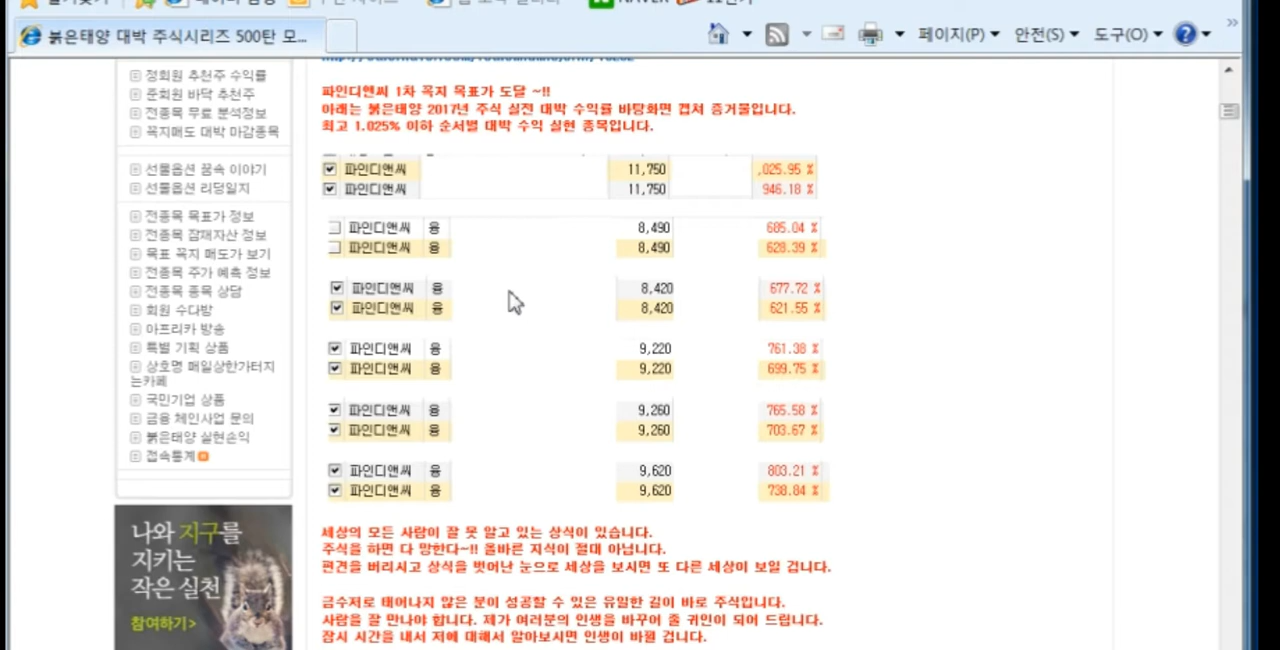 붉은태양 대박 주식시리즈 500탄 모...
페이지(P) 안전(S) 도구(O)
정회원 추천주 수익률
준회원 바닥 추천주
전종목 무료 분석정보
꼭지매도 대박 마감종목
선물옵션 꿈속 이야기
선물옵션 리딩일지
전종목 목표가 정보
전종목 잠재자산 정보
목표 꼭지 매도가 보기
전종목 주가 예측 정보
전종목 종목 상담
회원 수다방
아프리카 방송
특별 기획 상품
상호명 매일상한가터지
는카페
국민기업 상품
금융 체인사업 문의
붉은태양 실현손익
접속통계
나와 지구를
지키는
작은 실천
참여하기>
파인디앤씨 1차 꼭지 목표가 도달 ~!!
아래는 붉은태양 2017년 주식 실전 대박 수익률 바탕화면 캡쳐 증거물입니다.
최고 1.025% 이하 순서별 대박 수익 실현 종목입니다.
파인디앤씨 11,750 ,025.95 %
파인디앤씨 11,750 946.18 %
파인디앤씨 융 8,490 685.04 %
파인디앤씨 융 8,490 628.39 %
파인디앤씨 융 8,420 677.72 %
파인디앤씨 융 8,420 621.55 %
파인디앤씨 융 9,220 761.38 %
파인디앤씨 융 9,220 699.75 %
파인디앤씨 융 9,260 765.58 %
파인디앤씨 융 9,260 703.67 %
파인디앤씨 융 9,620 803.21 %
파인디앤씨 융 9,620 738.84 %
세상의 모든 사람이 잘 못 알고 있는 상식이 있습니다.
주식을 하면 다 망한다~!! 올바른 지식이 절대 아닙니다.
편견을 버리시고 상식을 벗어난 눈으로 세상을 보시면 또 다른 세상이 보일 겁니다.
금수저로 태어나지 않은 분이 성공할 수 있은 유일한 길이 바로 주식입니다.
사람을 잘 만나야 합니다. 제가 여러분의 인생을 바꾸어 줄 귀인이 되어 드립니다.
잠시 시간을 내서 저에 대해서 알아보시면 인생이 바뀔 겁니다.